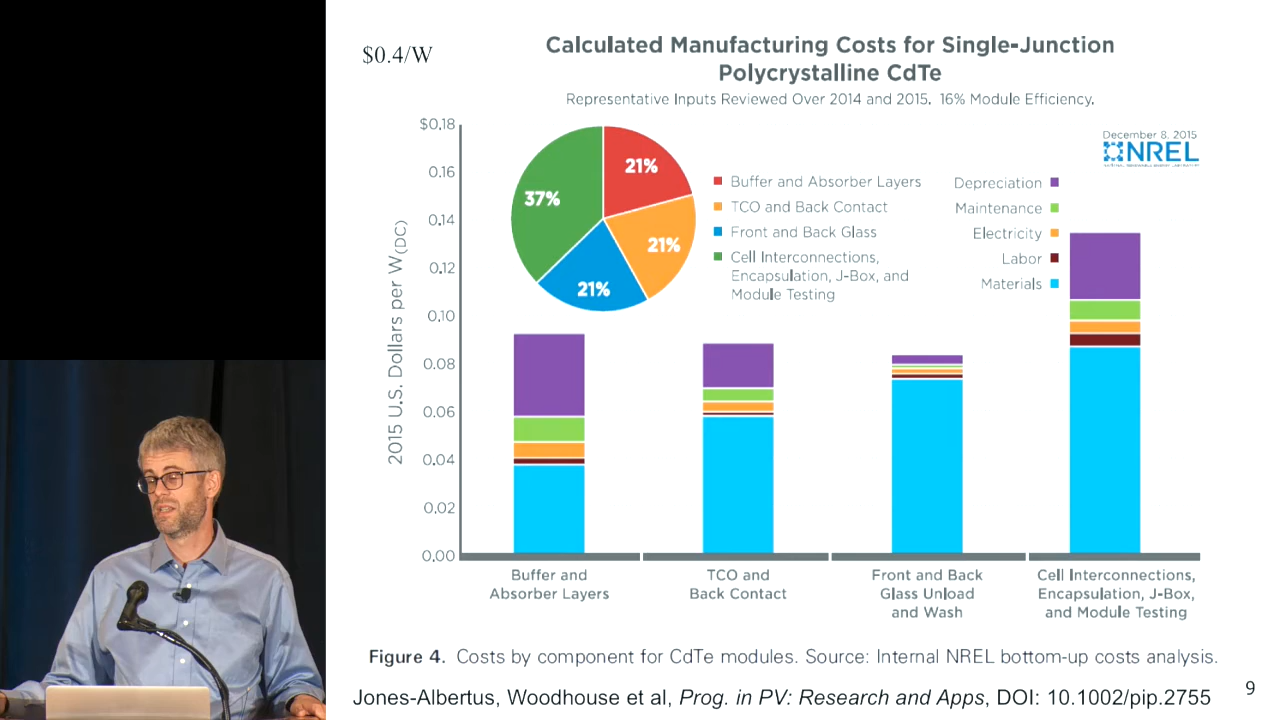 $0.4/W
Calculated Manufacturing Costs for Single-Junction
Polycrystalline CdTe
Representative Inputs Reviewed Over 2014 and 2015. 16% Module Efficiency.
December 8, 2015
NREL
2015 U.S. Dollars per W(DC)
$0.18
0.16
0.14
0.12
0.10
0.08
0.06
0.04
0.02
0.00
21%
21%
21%
37%
Buffer and Absorber Layers
TCO and Back Contact
Front and Back Glass
Cell Interconnections,
Encapsulation, J-Box, and
Module Testing
Depreciation
Maintenance
Electricity
Labor
Materials
Buffer and
Absorber Layers
TCO and
Back Contact
Front and Back
Glass Unload
and Wash
Cell Interconnections,
Encapsulation, J-Box,
and Module Testing
Figure 4. Costs by component for CdTe modules. Source: Internal NREL bottom-up costs analysis.
Jones-Albertus, Woodhouse et al, Prog. in PV: Research and Apps, DOI: 10.1002/pip.2755
9